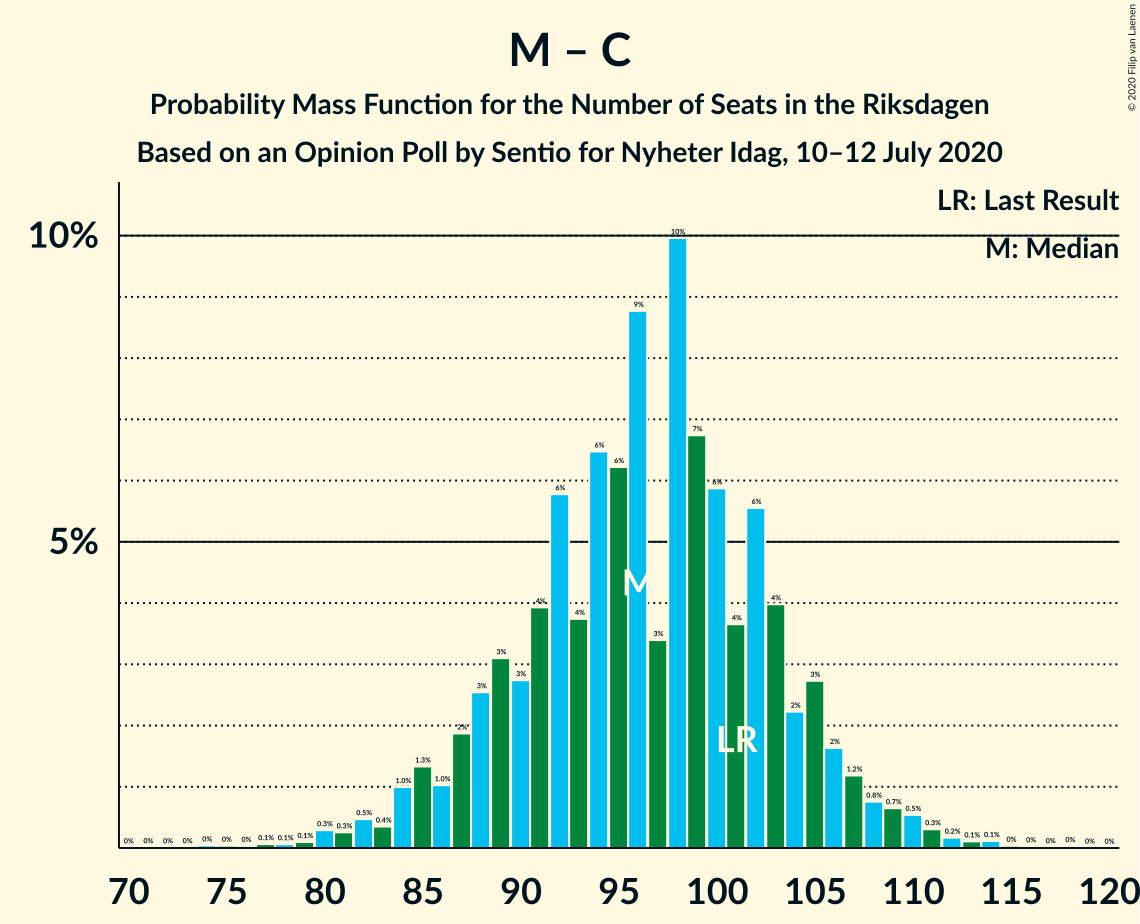 M – C
Probability Mass Function for the Number of Seats in the Riksdagen
Based on an Opinion Poll by Sentio for Nyheter Idag, 10–12 July 2020
© 2020 Filip van Laenen
LR: Last Result
M: Median
10%
5%
0% 0% 0% 0% 0% 0% 0% 0.1% 0.1% 0.1% 0.3% 0.3% 0.5% 0.4% 1.0% 1.3% 1.0% 2% 3% 3% 3% 4% 6% 4% 6% 6% 9% 3% 10% 7% 6% 4% 6% 4% 2% 3% 2% 1.2% 0.8% 0.7% 0.5% 0.3% 0.2% 0.1% 0.1% 0% 0% 0% 0% 0% 0%
M
LR
70 75 80 85 90 95 100 105 110 115 120